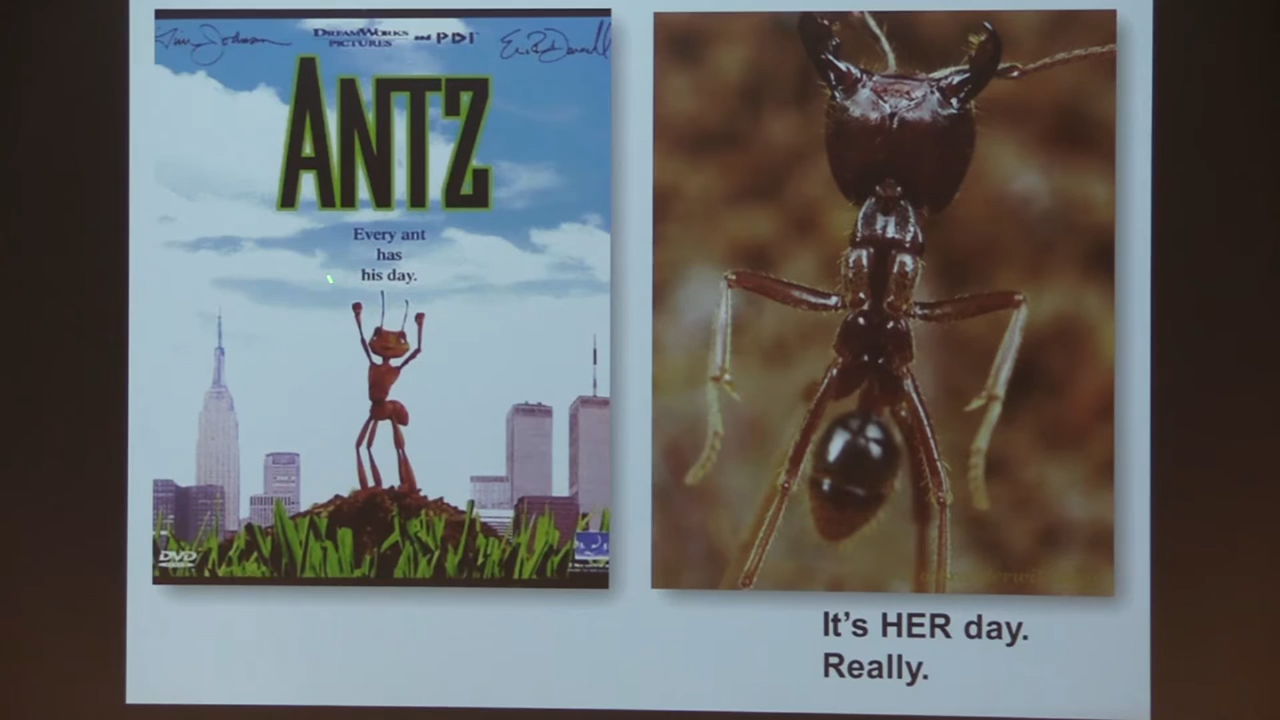 DREAMWORKS
PICTURES
and PDI
ANTZ
Every ant
has
his day.
DVD
It's HER day.
Really.